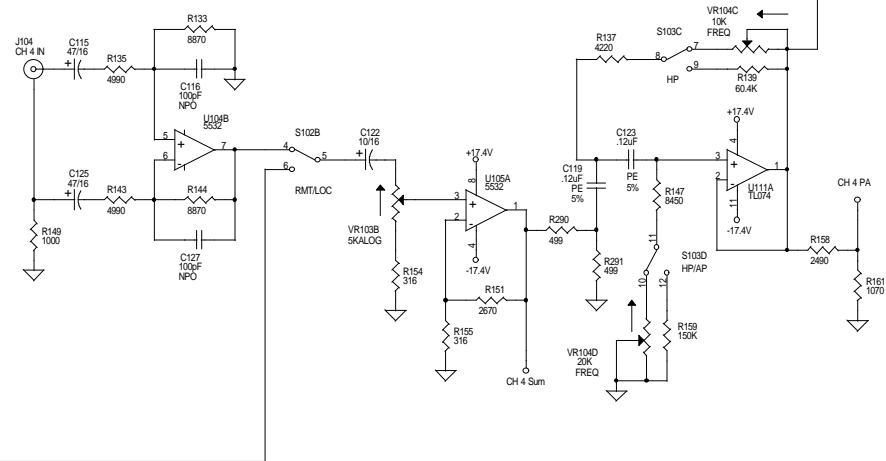 J104
CH 4 IN
C115
47/16
+
R135
4990
R133
8870
C116
100pF
NPO
U104B
5532
5
6
7
+
-
C125
47/16
+
R143
4990
R144
8870
C127
100pF
NPO
R149
1000
S102B
4
5
6
RMT/LOC
C122
10/16
+
VR103B
5KALOG
R154
316
+17.4V
8
U105A
5532
3
2
1
+
-
4
-17.4V
R151
2670
R155
316
CH 4 Sum
R290
499
R291
499
C119
.12uF
PE
5%
C123
.12uF
PE
5%
R137
4220
S103C
8
7
9
HP
VR104C
10K
FREQ
R139
60.4K
R147
8450
11
S103D
HP/AP
10
12
VR104D
20K
FREQ
R159
150K
+17.4V
4
3
2
1
+
-
U111A
TL074
11
-17.4V
CH 4 PA
R158
2490
R161
1070